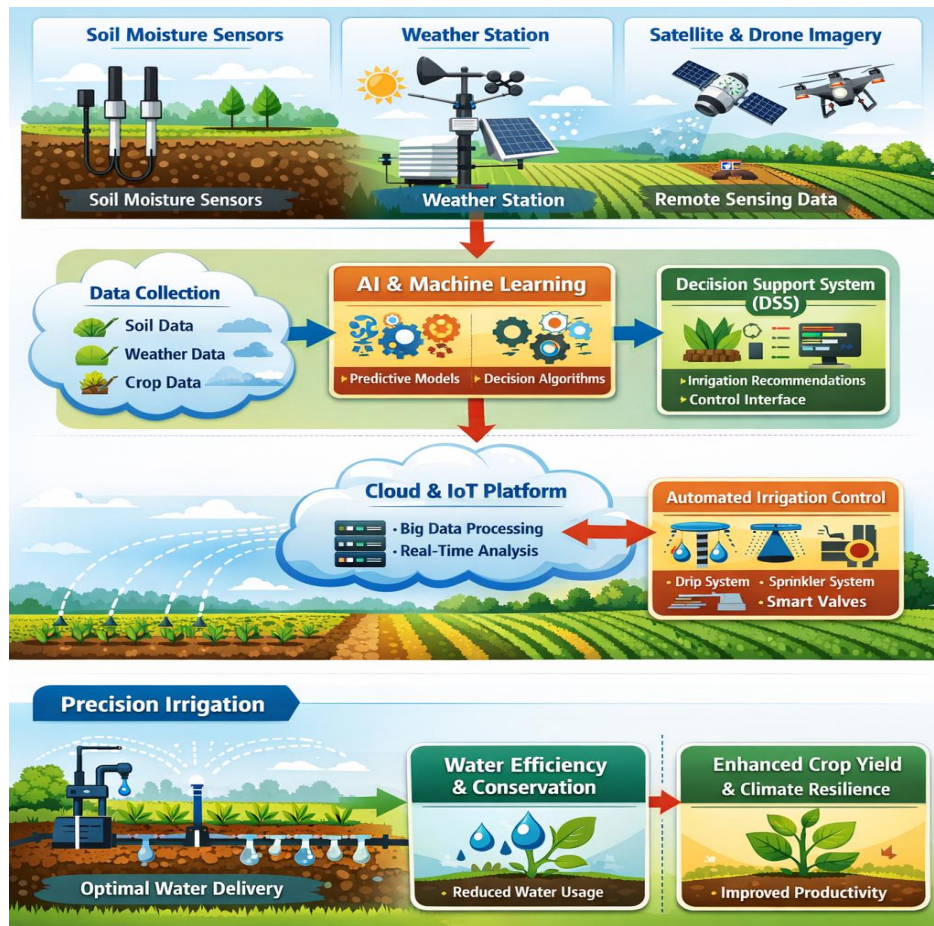 Soil Moisture Sensors
Weather Station
Satellite & Drone Imagery
Soil Moisture Sensors
Weather Station
Remote Sensing Data
Data Collection
Soil Data
Weather Data
Crop Data
AI & Machine Learning
Predictive Models
Decision Algorithms
Decision Support System
(DSS)
Irrigation Recommendations
Control Interface
Cloud & IoT Platform
· Big Data Processing
· Real-Time Analysis
Automated Irrigation Control
· Drip System
· Sprinkler System
· Smart Valves
Precision Irrigation
Optimal Water Delivery
Water Efficiency
& Conservation
· Reduced Water Usage
Enhanced Crop Yield
& Climate Resilience
· Improved Productivity